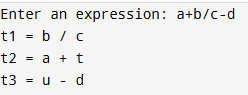 Enter an expression: a+b/c-d
t1 = b / c
t2 = a + t
t3 = u - d